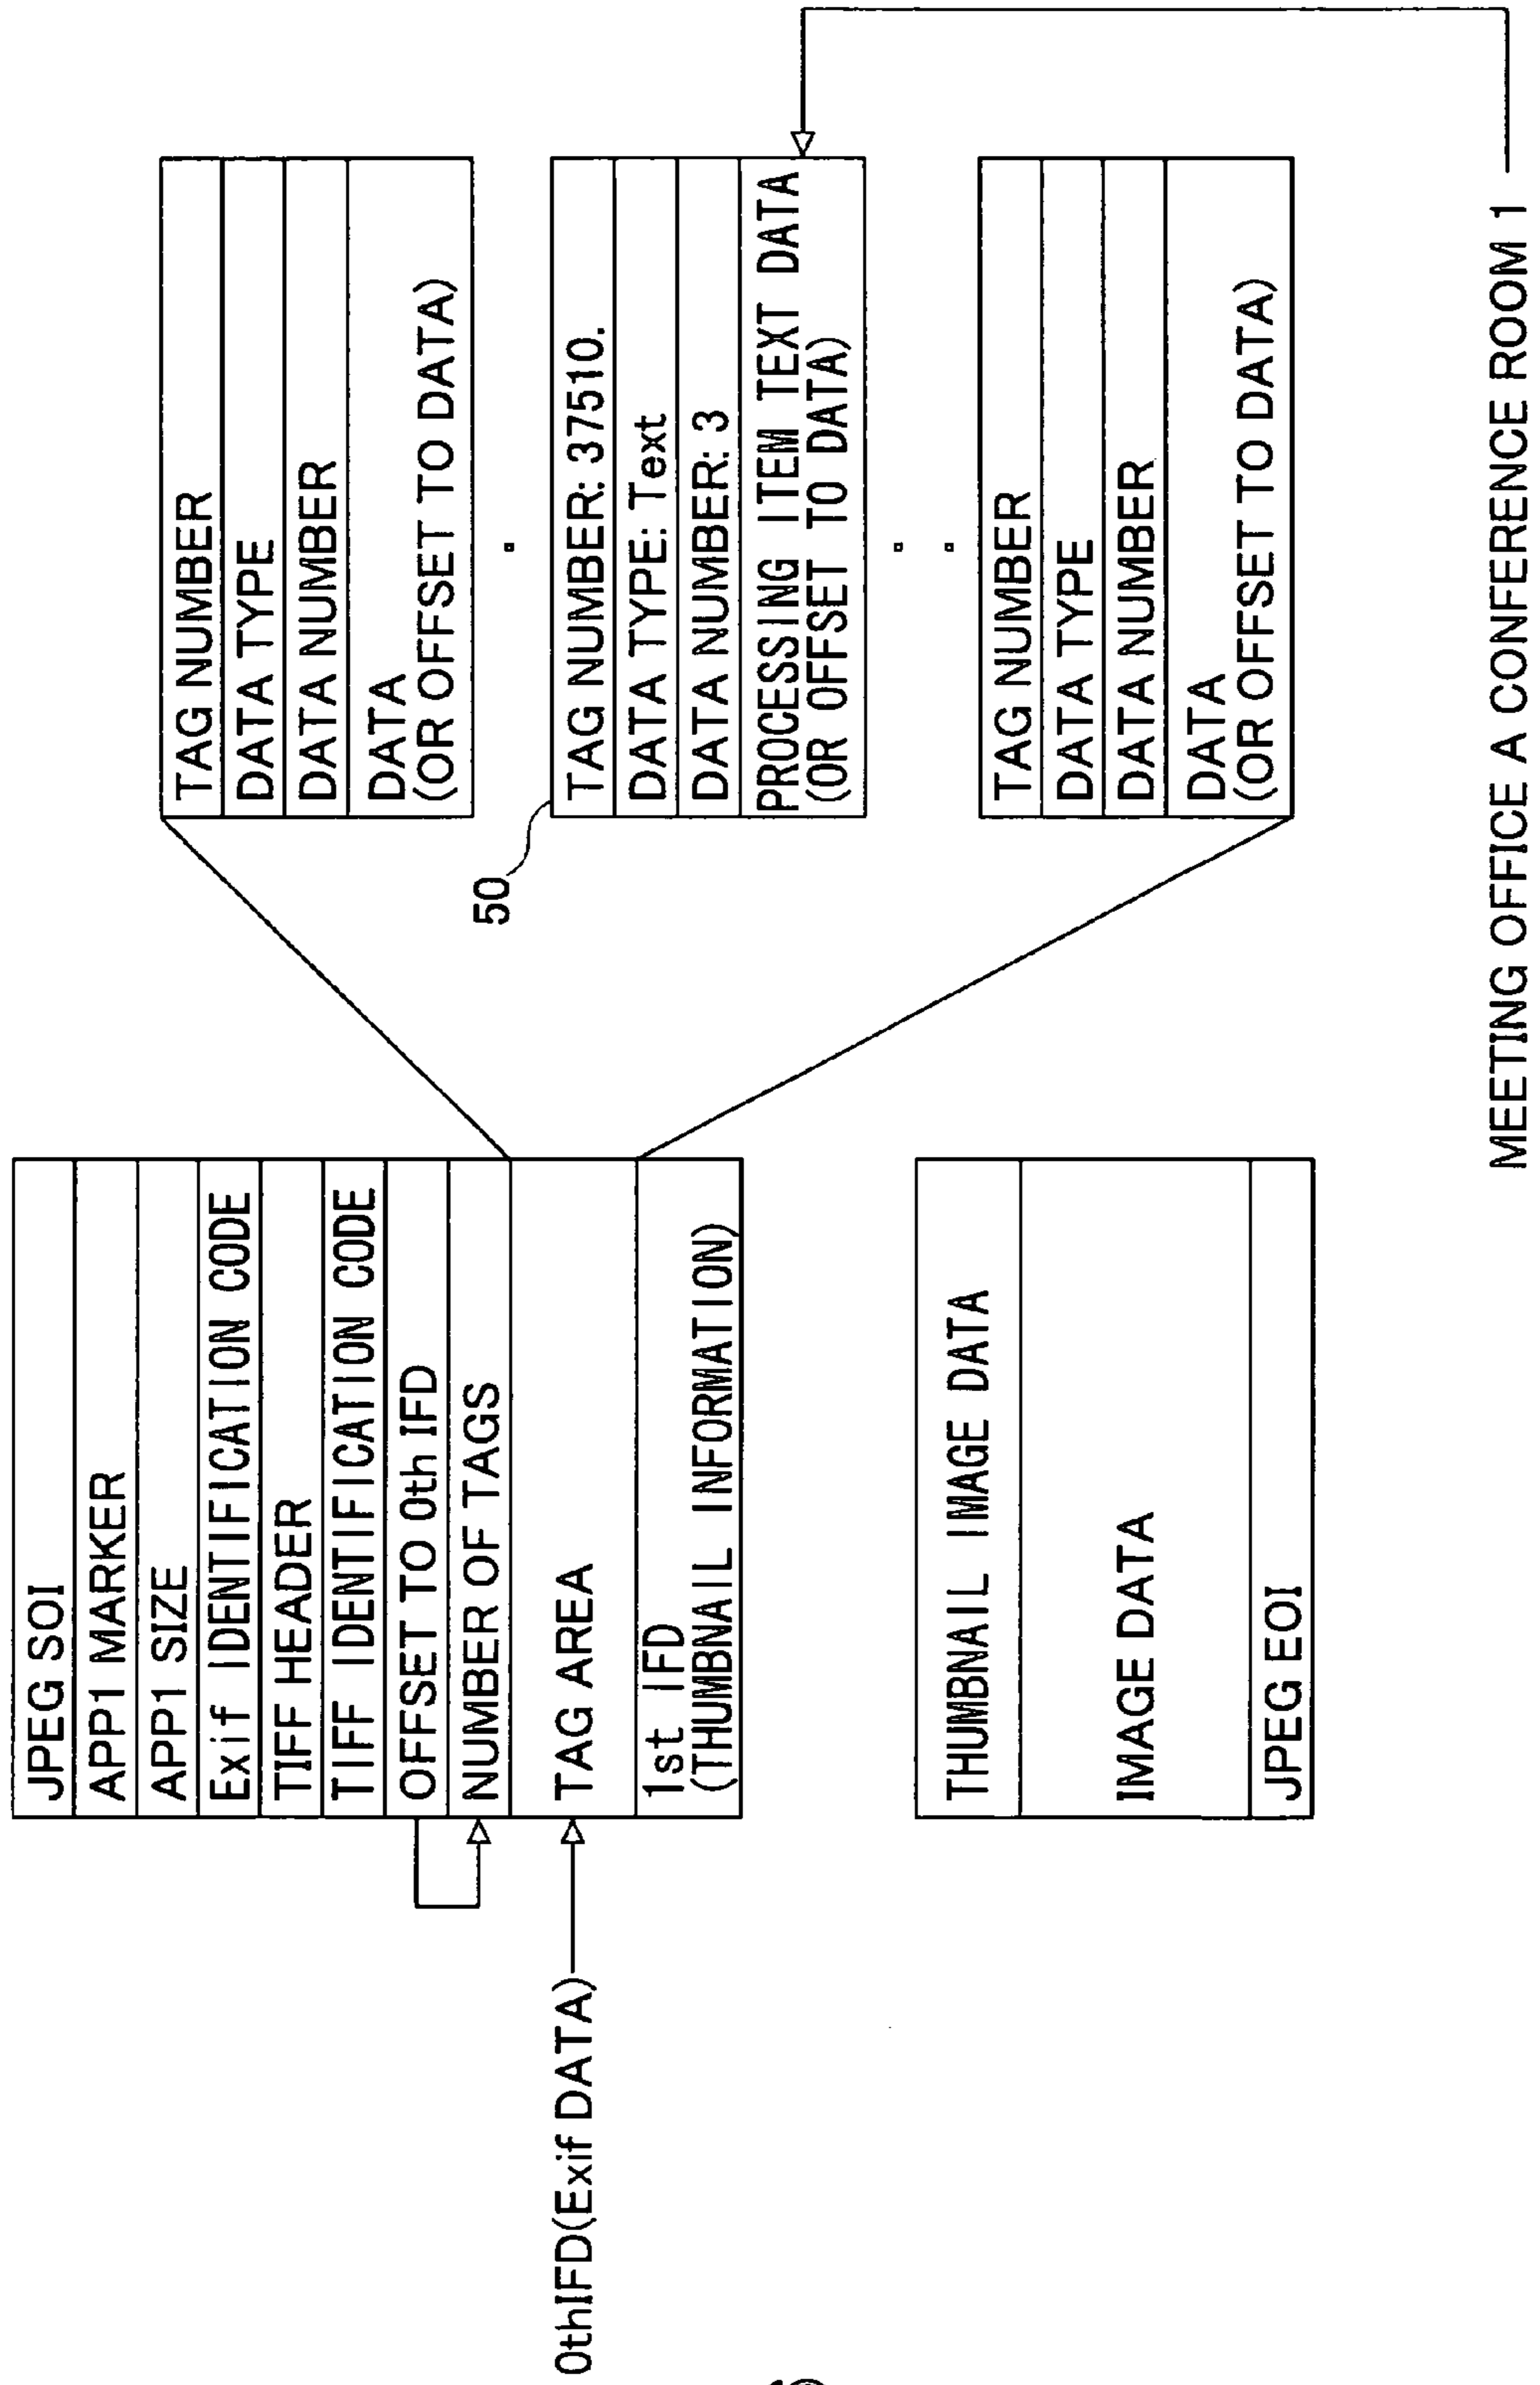 JPEG SOI
APP1 MARKER
APP1 SIZE
Exif IDENTIFICATION CODE
TIFF HEADER
TIFF IDENTIFICATION CODE
OFFSET TO 0th IFD
NUMBER OF TAGS
TAG AREA
1st IFD
(THUMBNAIL INFORMATION)
0thIFD(Exif DATA)
THUMBNAIL IMAGE DATA
IMAGE DATA
JPEG EOI
TAG NUMBER
DATA TYPE
DATA NUMBER
DATA
(OR OFFSET TO DATA)
50
TAG NUMBER: 37510.
DATA TYPE: Text
DATA NUMBER: 3
PROCESSING ITEM TEXT DATA
(OR OFFSET TO DATA)
TAG NUMBER
DATA TYPE
DATA NUMBER
DATA
(OR OFFSET TO DATA)
MEETING OFFICE A CONFERENCE ROOM 1